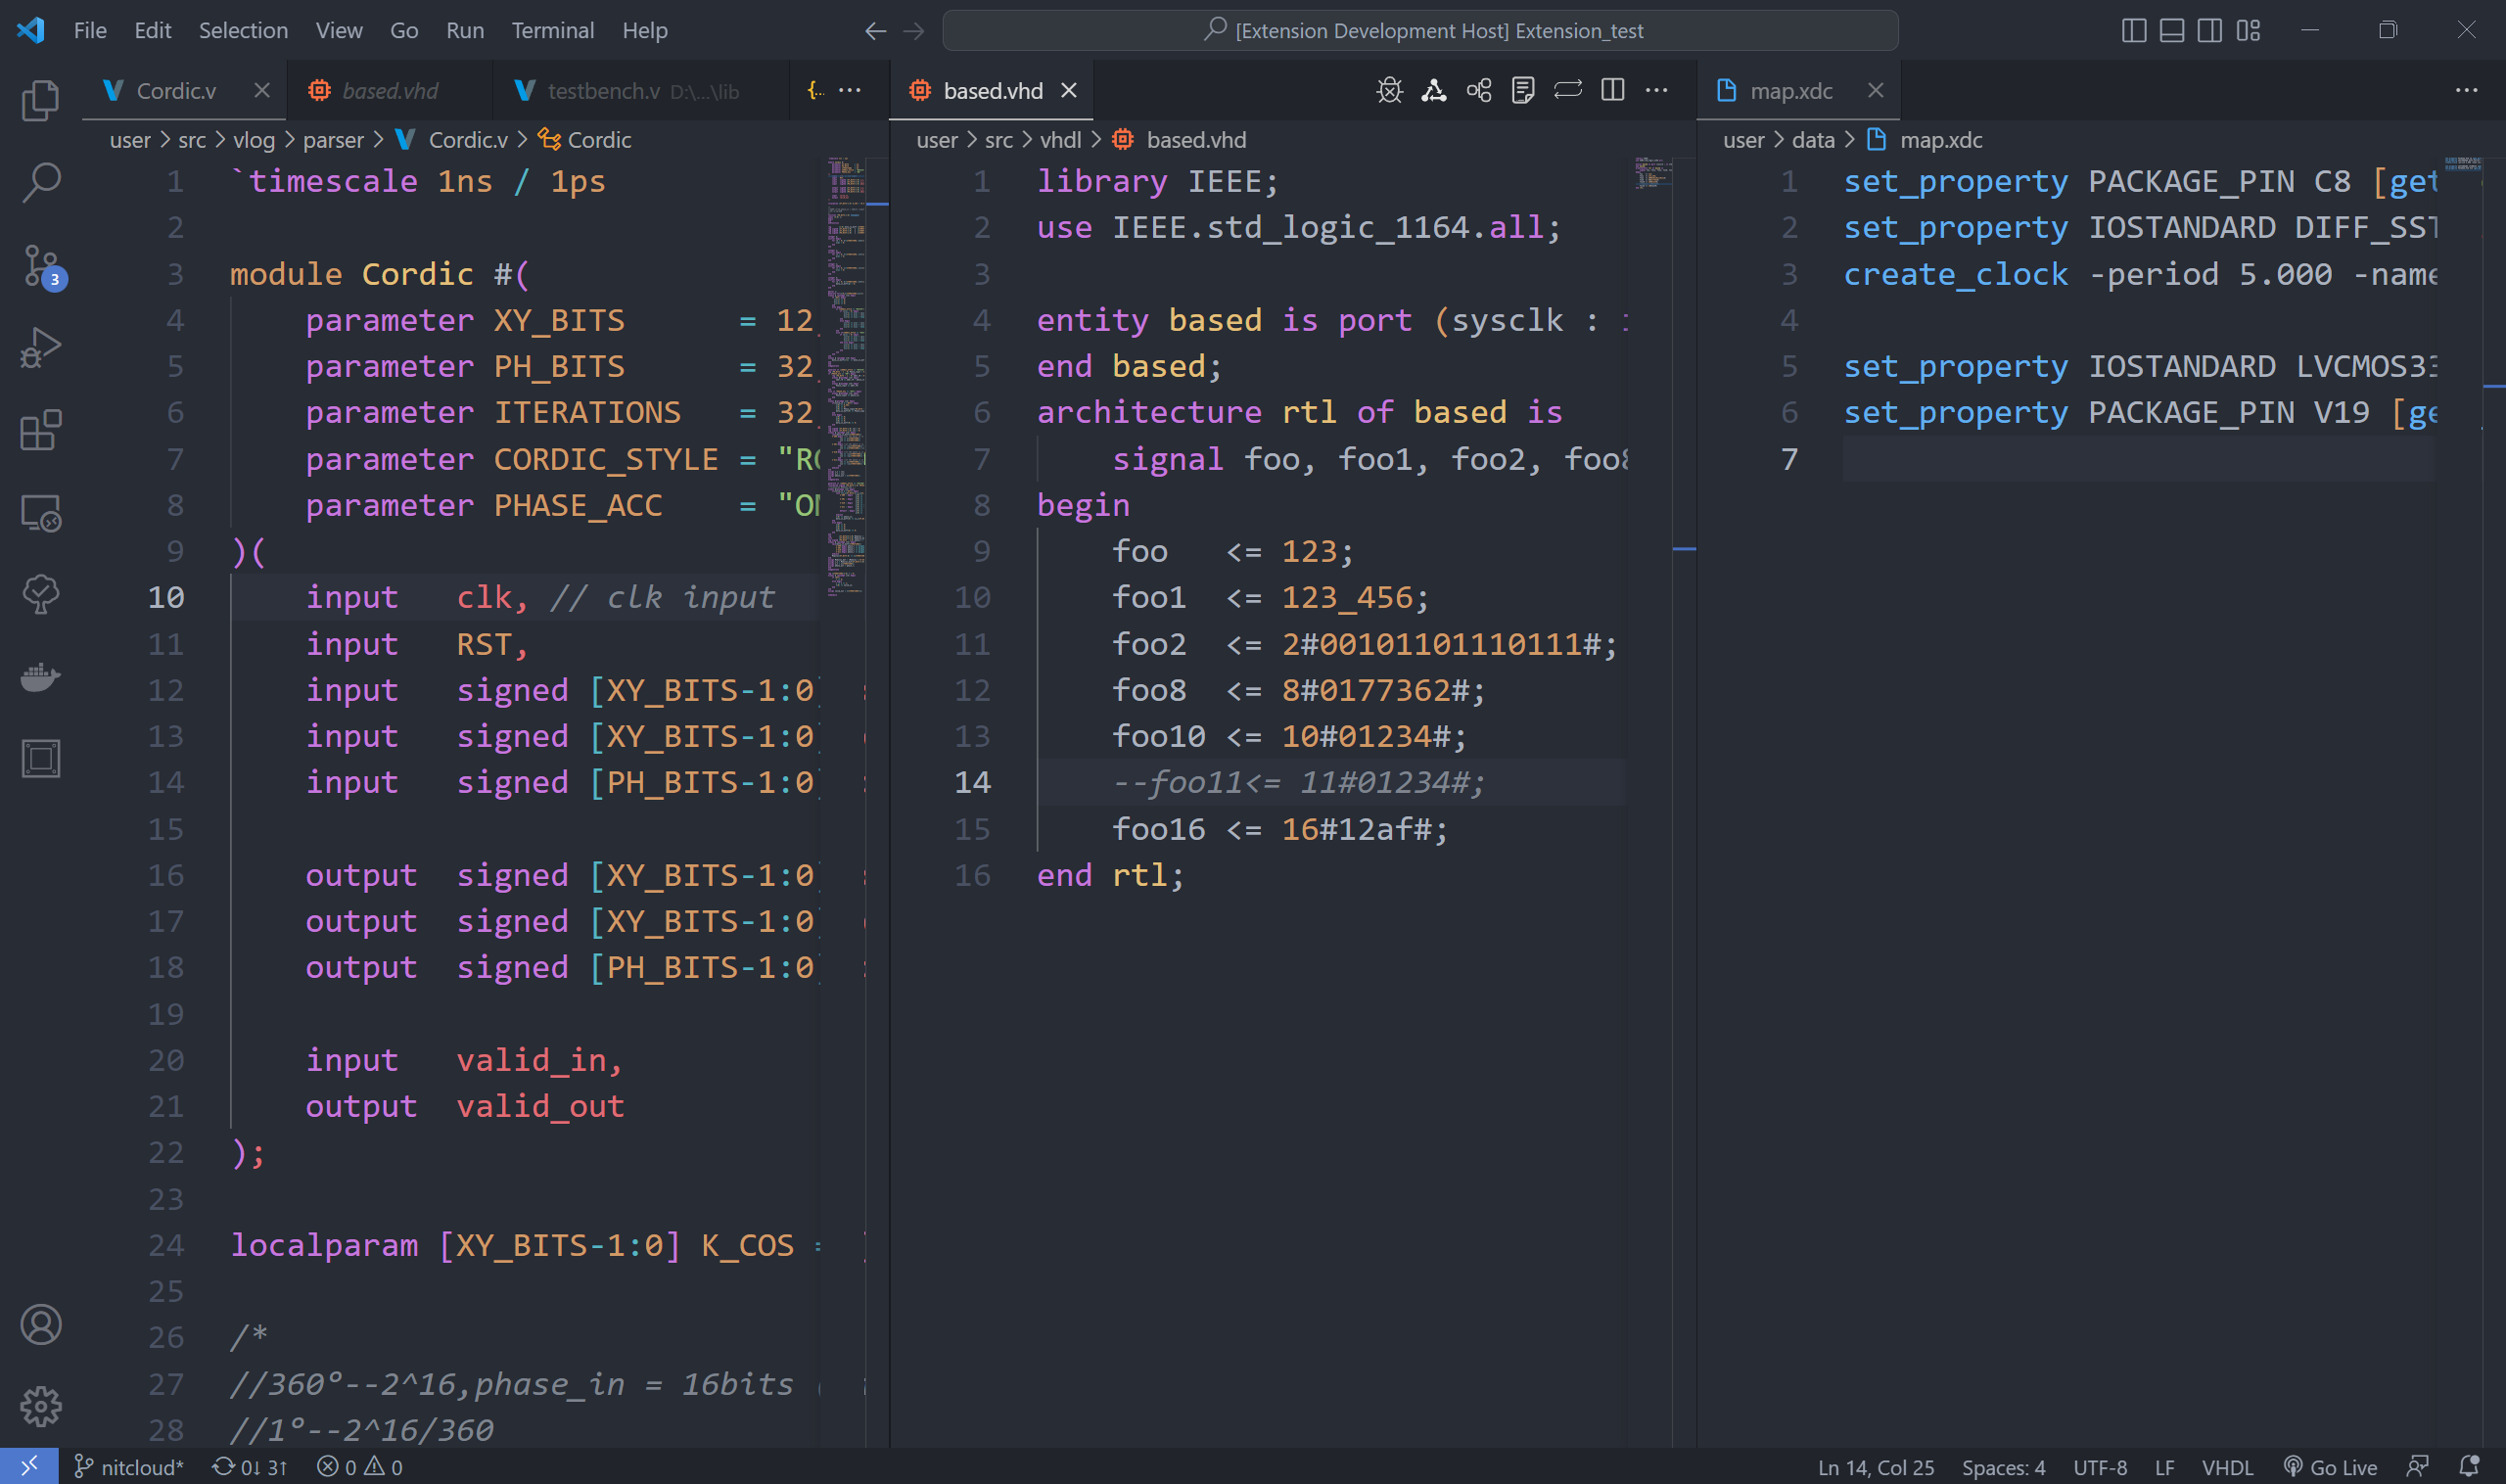 File Edit Selection View Go Run Terminal Help
[Extension Development Host] Extension_test
Cordic.v based.vhd testbench.v D:\...\lib
user > src > vlog > parser > Cordic.v > Cordic
1 `timescale 1ns / 1ps
2
3 module Cordic #(
4 parameter XY_BITS = 12,
5 parameter PH_BITS = 32,
6 parameter ITERATIONS = 32,
7 parameter CORDIC_STYLE =
8 parameter PHASE_ACC =
9 )(
10 input clk, // clk input
11 input RST,
12 input signed [XY_BITS-1:0]
13 input signed [XY_BITS-1:0]
14 input signed [PH_BITS-1:0]
15
16 output signed [XY_BITS-1:0]
17 output signed [XY_BITS-1:0]
18 output signed [PH_BITS-1:0]
19
20 input valid_in,
21 output valid_out
22 );
23
24 localparam [XY_BITS-1:0] K_COS =
25
26 /*
27 //360°--2^16,phase_in = 16bits
28 //1°--2^16/360
based.vhd
user > src > vhdl > based.vhd
1 library IEEE;
2 use IEEE.std_logic_1164.all;
3
4 entity based is port (sysclk :
5 end based;
6 architecture rtl of based is
7 signal foo, foo1, foo2, foo8
8 begin
9 foo <= 123;
10 foo1 <= 123_456;
11 foo2 <= 2#00101101110111#;
12 foo8 <= 8#0177362#;
13 foo10 <= 10#01234#;
14 --foo11<= 11#01234#;
15 foo16 <= 16#12af#;
16 end rtl;
map.xdc
user > data > map.xdc
1 set_property PACKAGE_PIN C8 [get
2 set_property IOSTANDARD DIFF_SST
3 create_clock -period 5.000 -name
4
5 set_property IOSTANDARD LVCMOS33
6 set_property PACKAGE_PIN V19 [ge
7
3
nitcloud* 0↓ 3↑ 0 0
Ln 14, Col 25 Spaces: 4 UTF-8 LF VHDL Go Live